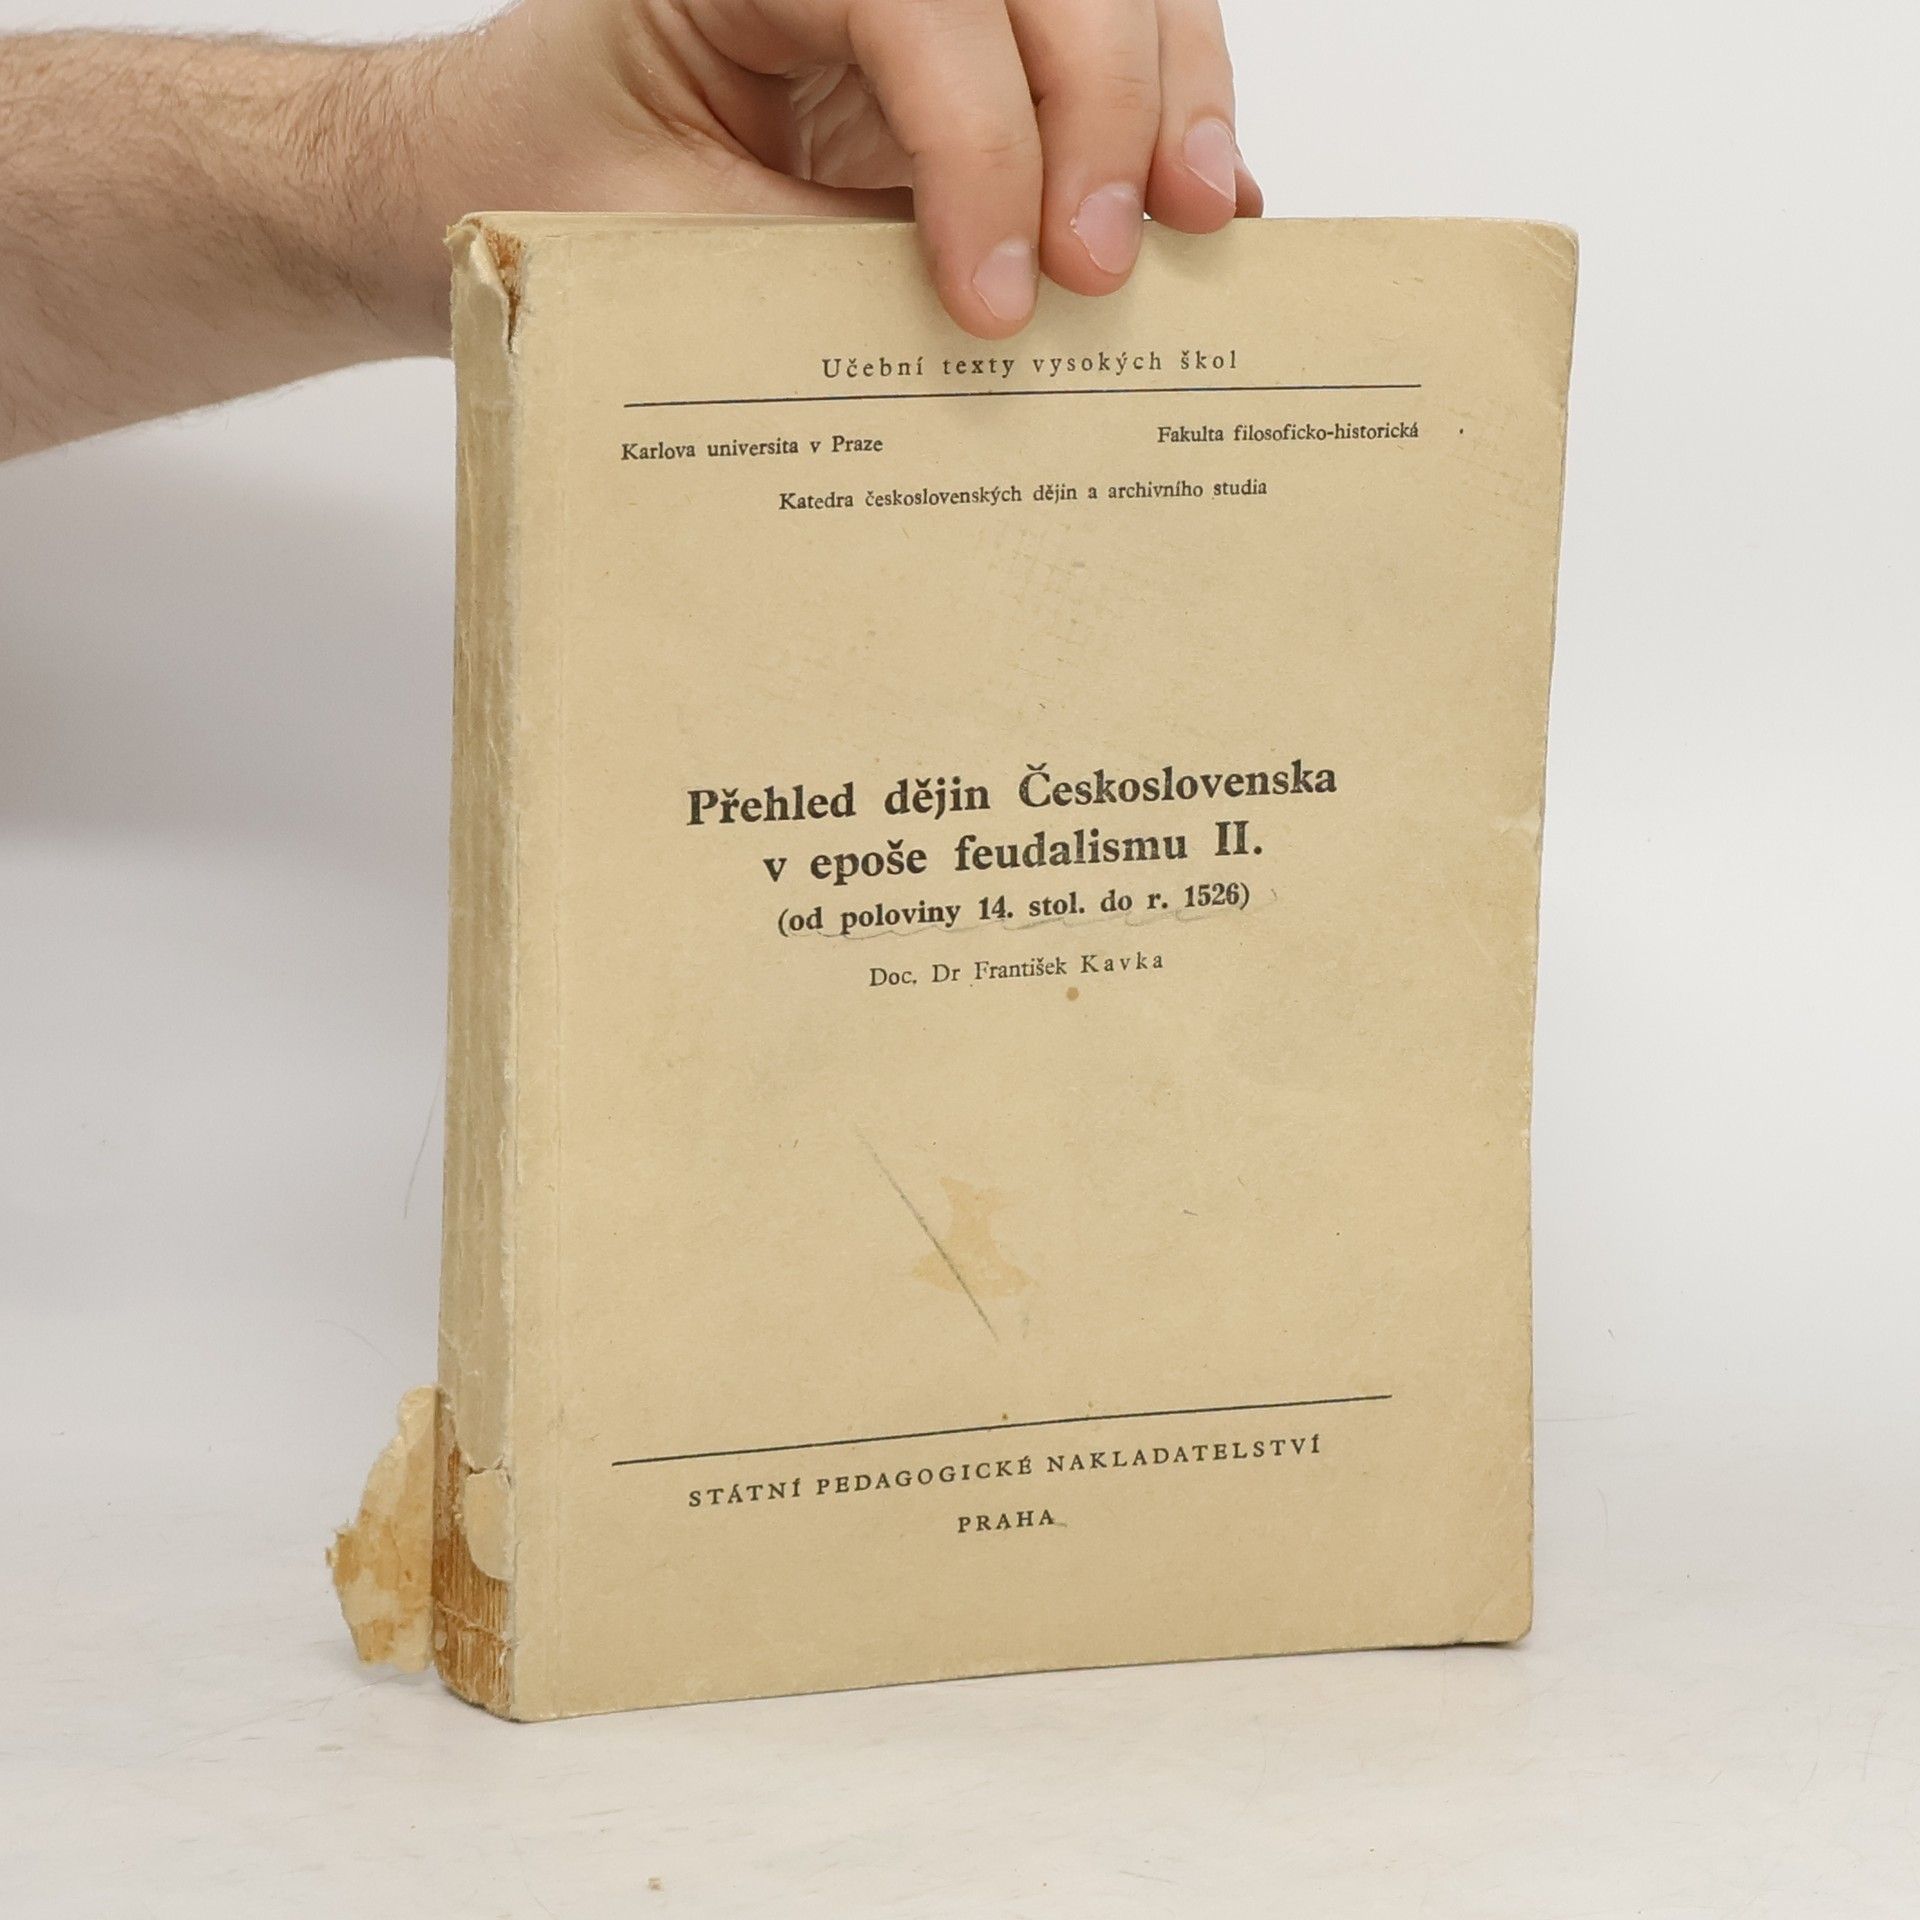 Učební texty vysokých škol
Karlova universita v Praze
Fakulta filosoficko-historická
Katedra československých dějin a archivního studia
Přehled dějin Československa
v epoše feudalismu II.
(od poloviny 14. stol. do r. 1526)
Doc. Dr František Kavka
STÁTNÍ PEDAGOGICKÉ NAKLADATELSTVÍ
PRAHA